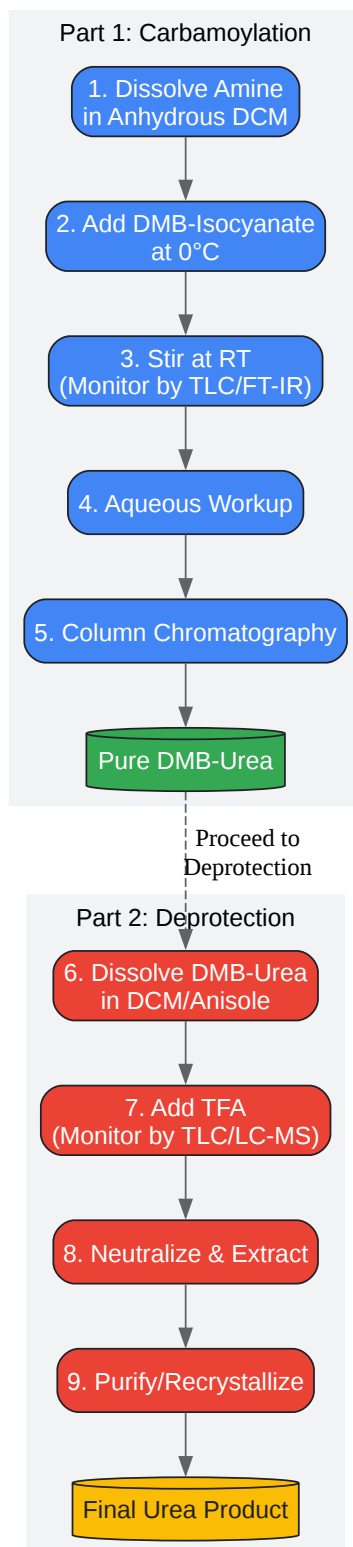 Part 1: Carbamoylation
1. Dissolve Amine
in Anhydrous DCM
2. Add DMB-Isocyanate
at 0°C
3. Stir at RT
(Monitor by TLC/FT-IR)
4. Aqueous Workup
5. Column Chromatography
Pure DMB-Urea
Proceed to
Deprotection
Part 2: Deprotection
6. Dissolve DMB-Urea
in DCM/Anisole
7. Add TFA
(Monitor by TLC/LC-MS)
8. Neutralize & Extract
9. Purify/Recrystallize
Final Urea Product